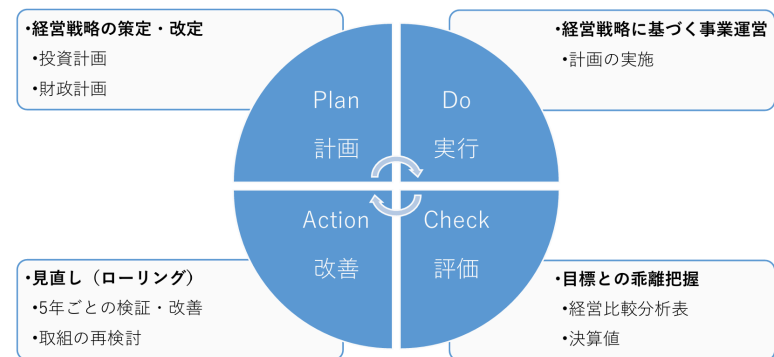 ・経営戦略の策定・改定
・投資計画
・財政計画
・経営戦略に基づく事業運営
・計画の実施
Plan
計画
Do
実行
Action
改善
Check
評価
・見直し（ローリング）
・5年ごとの検証・改善
・取組の再検討
・目標との乖離把握
・経営比較分析表
・決算値